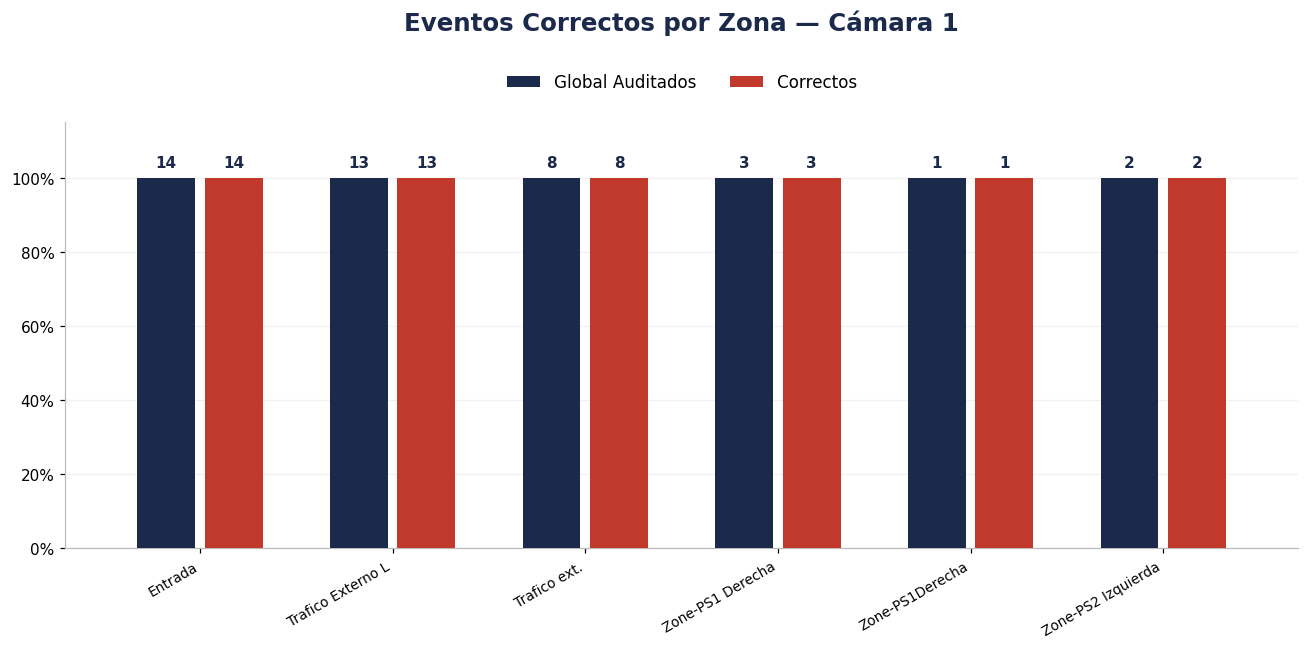 Eventos Correctos por Zona — Cámara 1
Global Auditados Correctos
14 14 13 13 8 8 3 3 1 1 2 2
100%
80%
60%
40%
20%
0%
Entrada
Trafico Externo L
Trafico ext.
Zone-PS1 Derecha
Zone-PS1Derecha
Zone-PS2 Izquierda